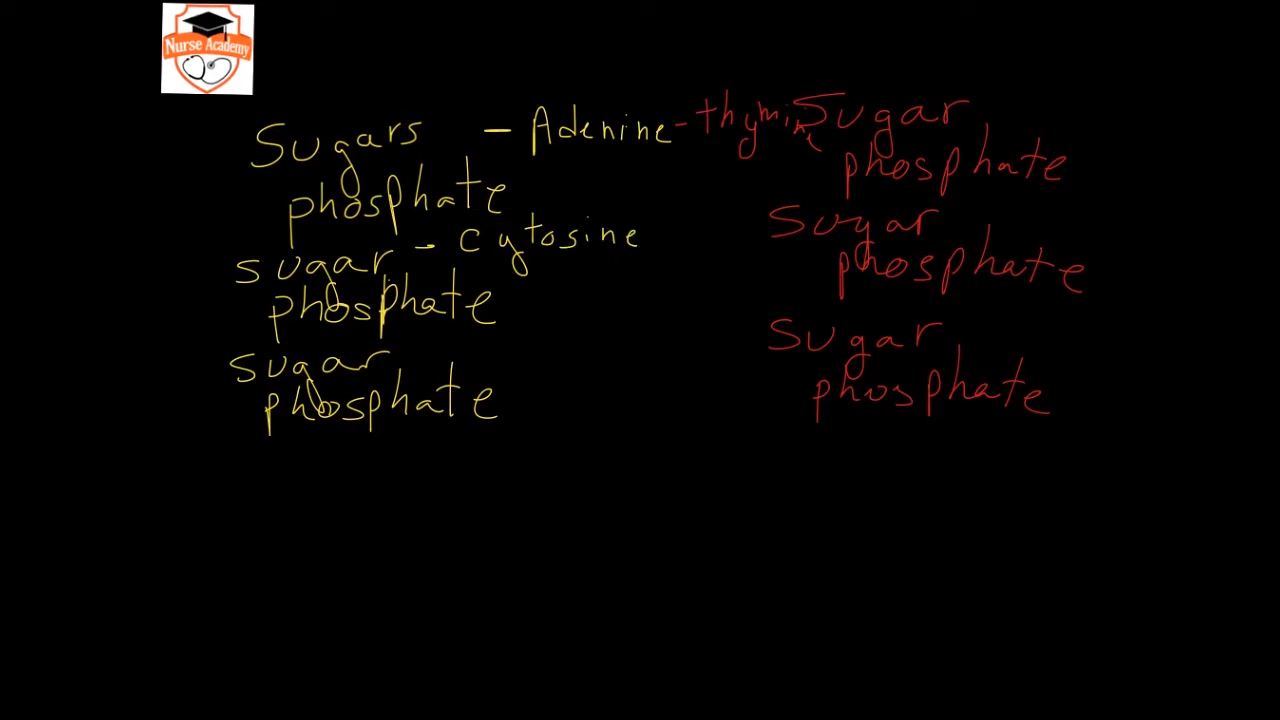 Nurse Academy
Sugars - Adenine - thymine Sugar
phosphate phosphate
sugar - cytosine Sugar
phosphate phosphate
sugar Sugar
phosphate phosphate